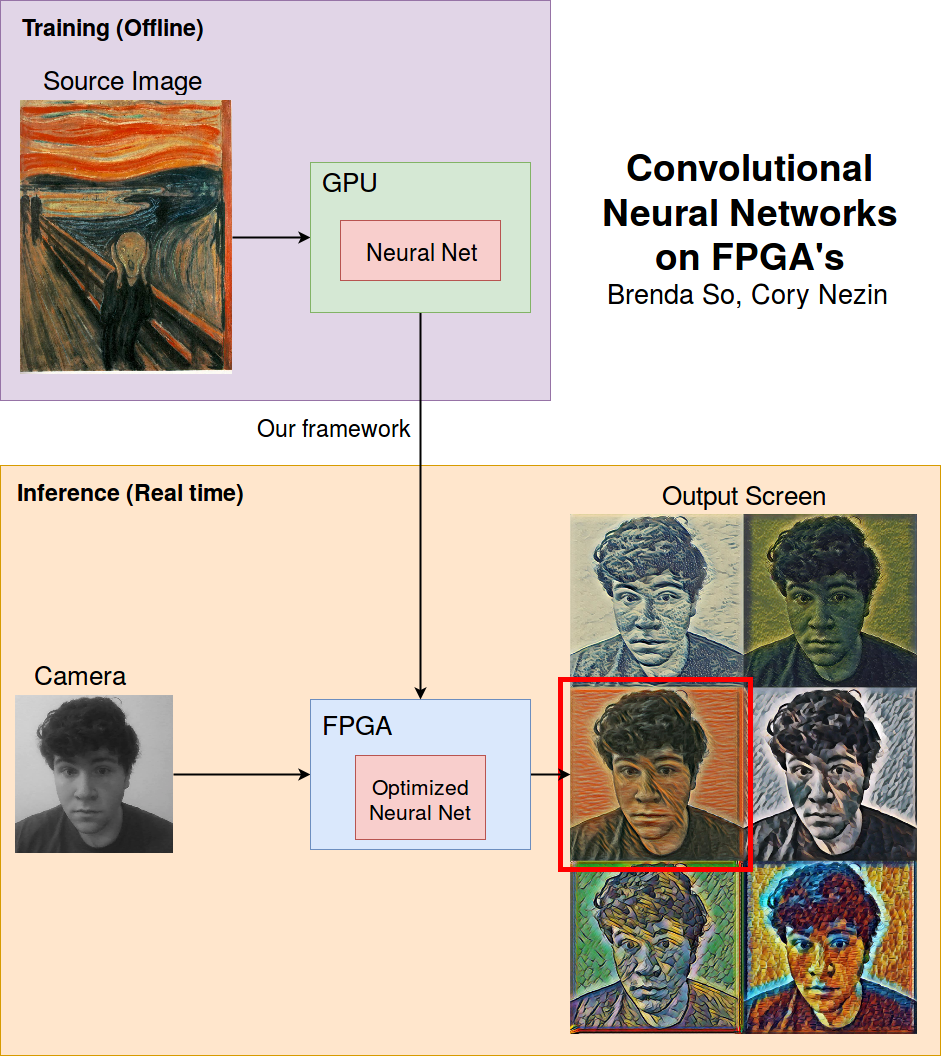 Training (Offline)
Source Image
GPU
Neural Net
Convolutional
Neural Networks
on FPGA's
Brenda So, Cory Nezin
Our framework
Inference (Real time)
Output Screen
Camera
FPGA
Optimized
Neural Net